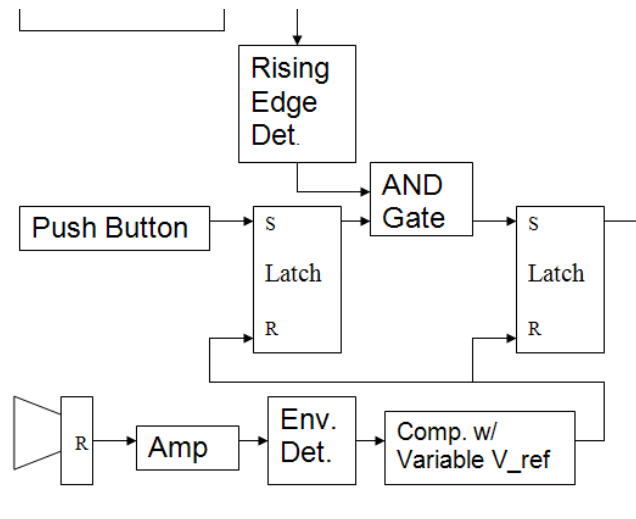 Rising
Edge
Det.
AND
Gate
Push Button
S
Latch
R
S
Latch
R
R
Amp
Env.
Det.
Comp. w/
Variable V_ref